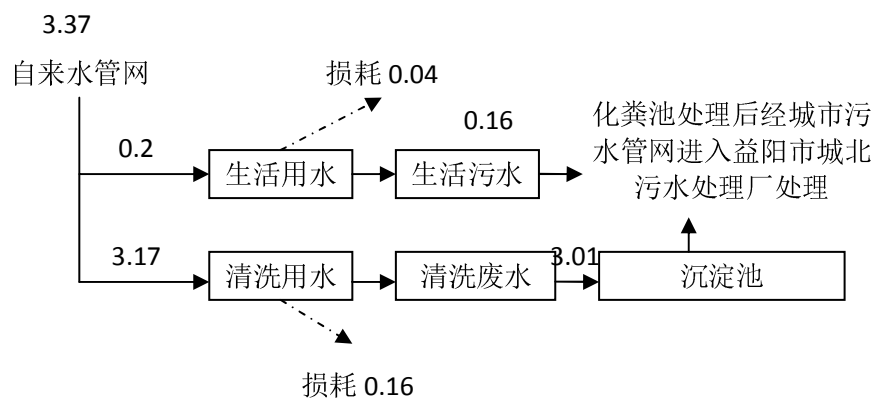 3.37
自来水管网
损耗 0.04
0.2
0.16
化粪池处理后经城市污
水管网进入益阳市城北
污水处理厂处理
生活用水
生活污水
3.17
3.01
清洗用水
清洗废水
沉淀池
损耗 0.16